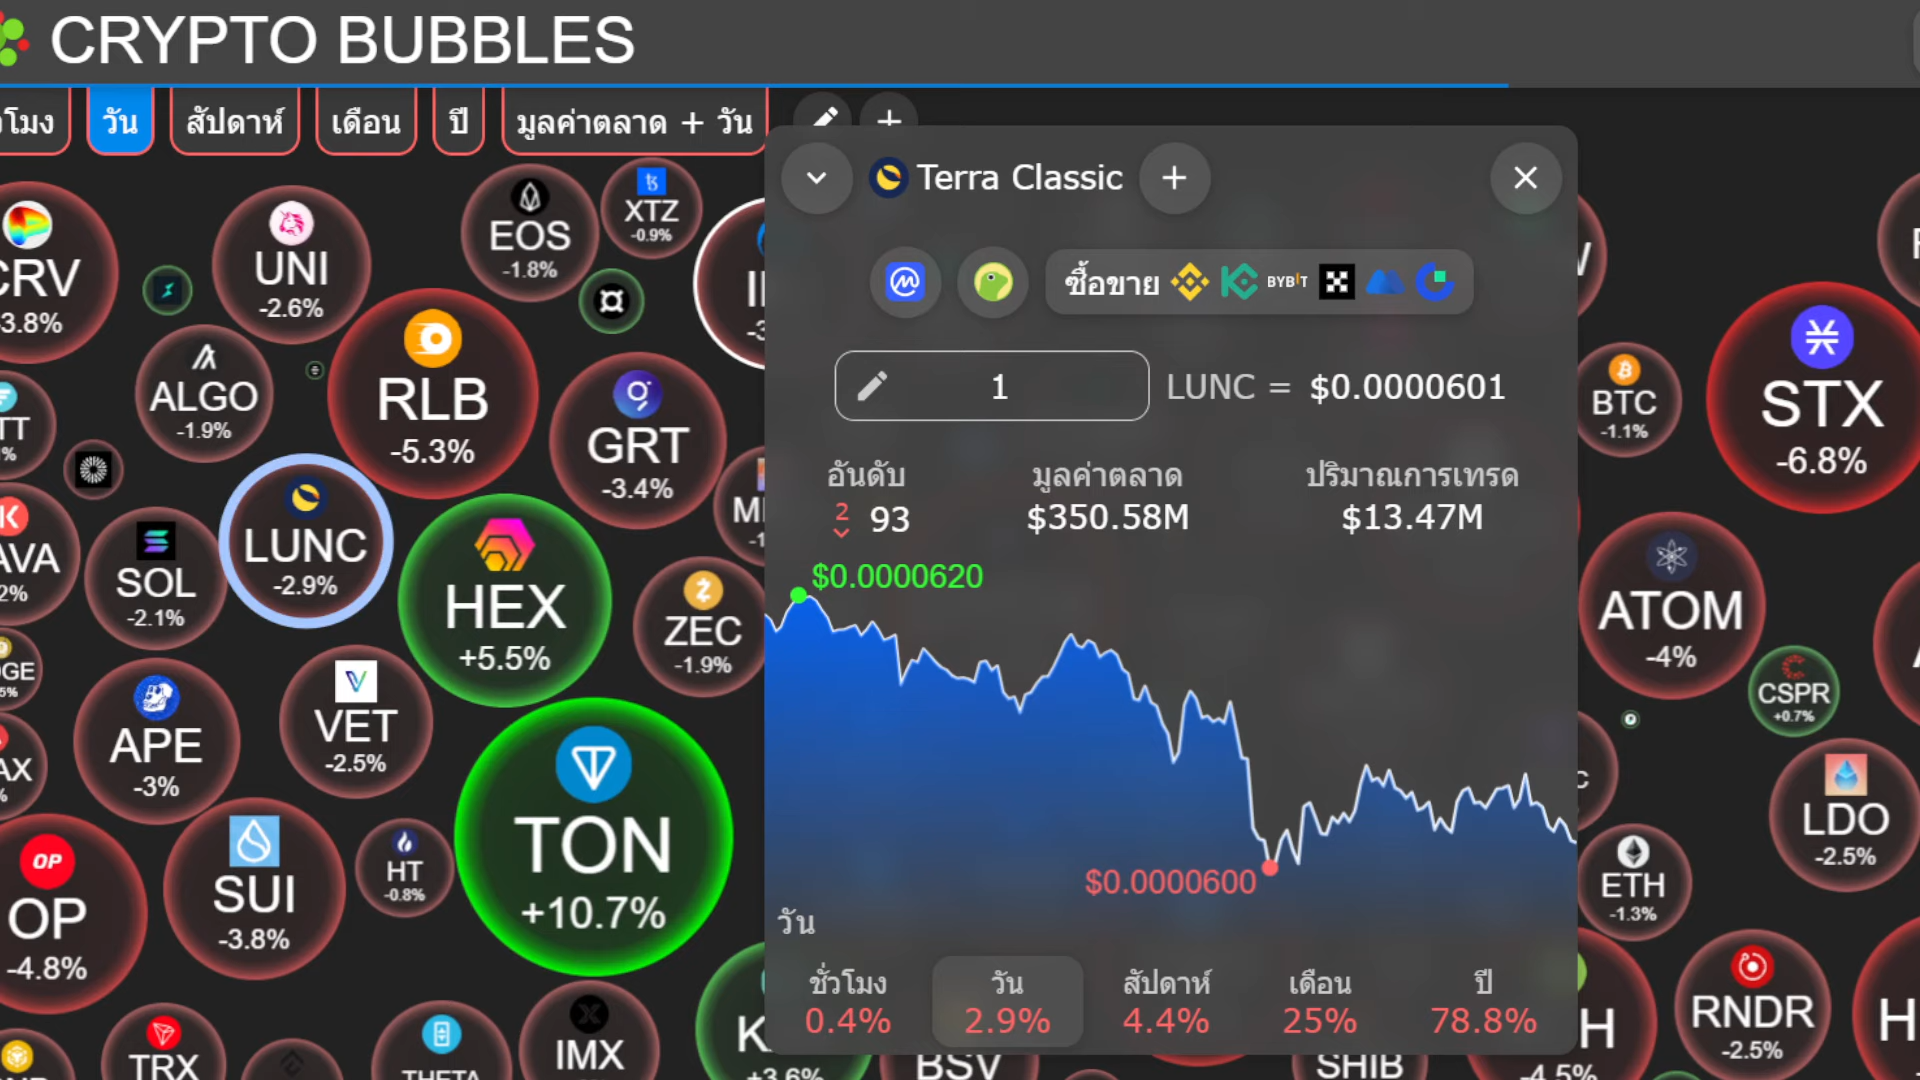 CRYPTO BUBBLES
วัน
สัปดาห์
เดือน
ปี
มูลค่าตลาด + วัน
Terra Classic
ซื้อขาย
BYBIT
1
LUNC = $0.0000601
อันดับ
มูลค่าตลาด
ปริมาณการเทรด
2
93
$350.58M
$13.47M
$0.0000620
$0.0000600
วัน
ชั่วโมง
วัน
สัปดาห์
เดือน
ปี
0.4%
2.9%
4.4%
25%
78.8%
UNI
-2.6%
EOS
-1.8%
XTZ
-0.9%
ALGO
-1.9%
RLB
-5.3%
GRT
-3.4%
LUNC
-2.9%
SOL
-2.1%
HEX
+5.5%
ZEC
-1.9%
VET
-2.5%
APE
-3%
TON
+10.7%
OP
OP
-4.8%
SUI
-3.8%
HT
-0.8%
TRX
THETA
IMX
+3.6%
BSV
SHIB
-4.5%
BTC
-1.1%
STX
-6.8%
ATOM
-4%
CSPR
+0.7%
LDO
-2.5%
ETH
-1.3%
RNDR
-2.5%